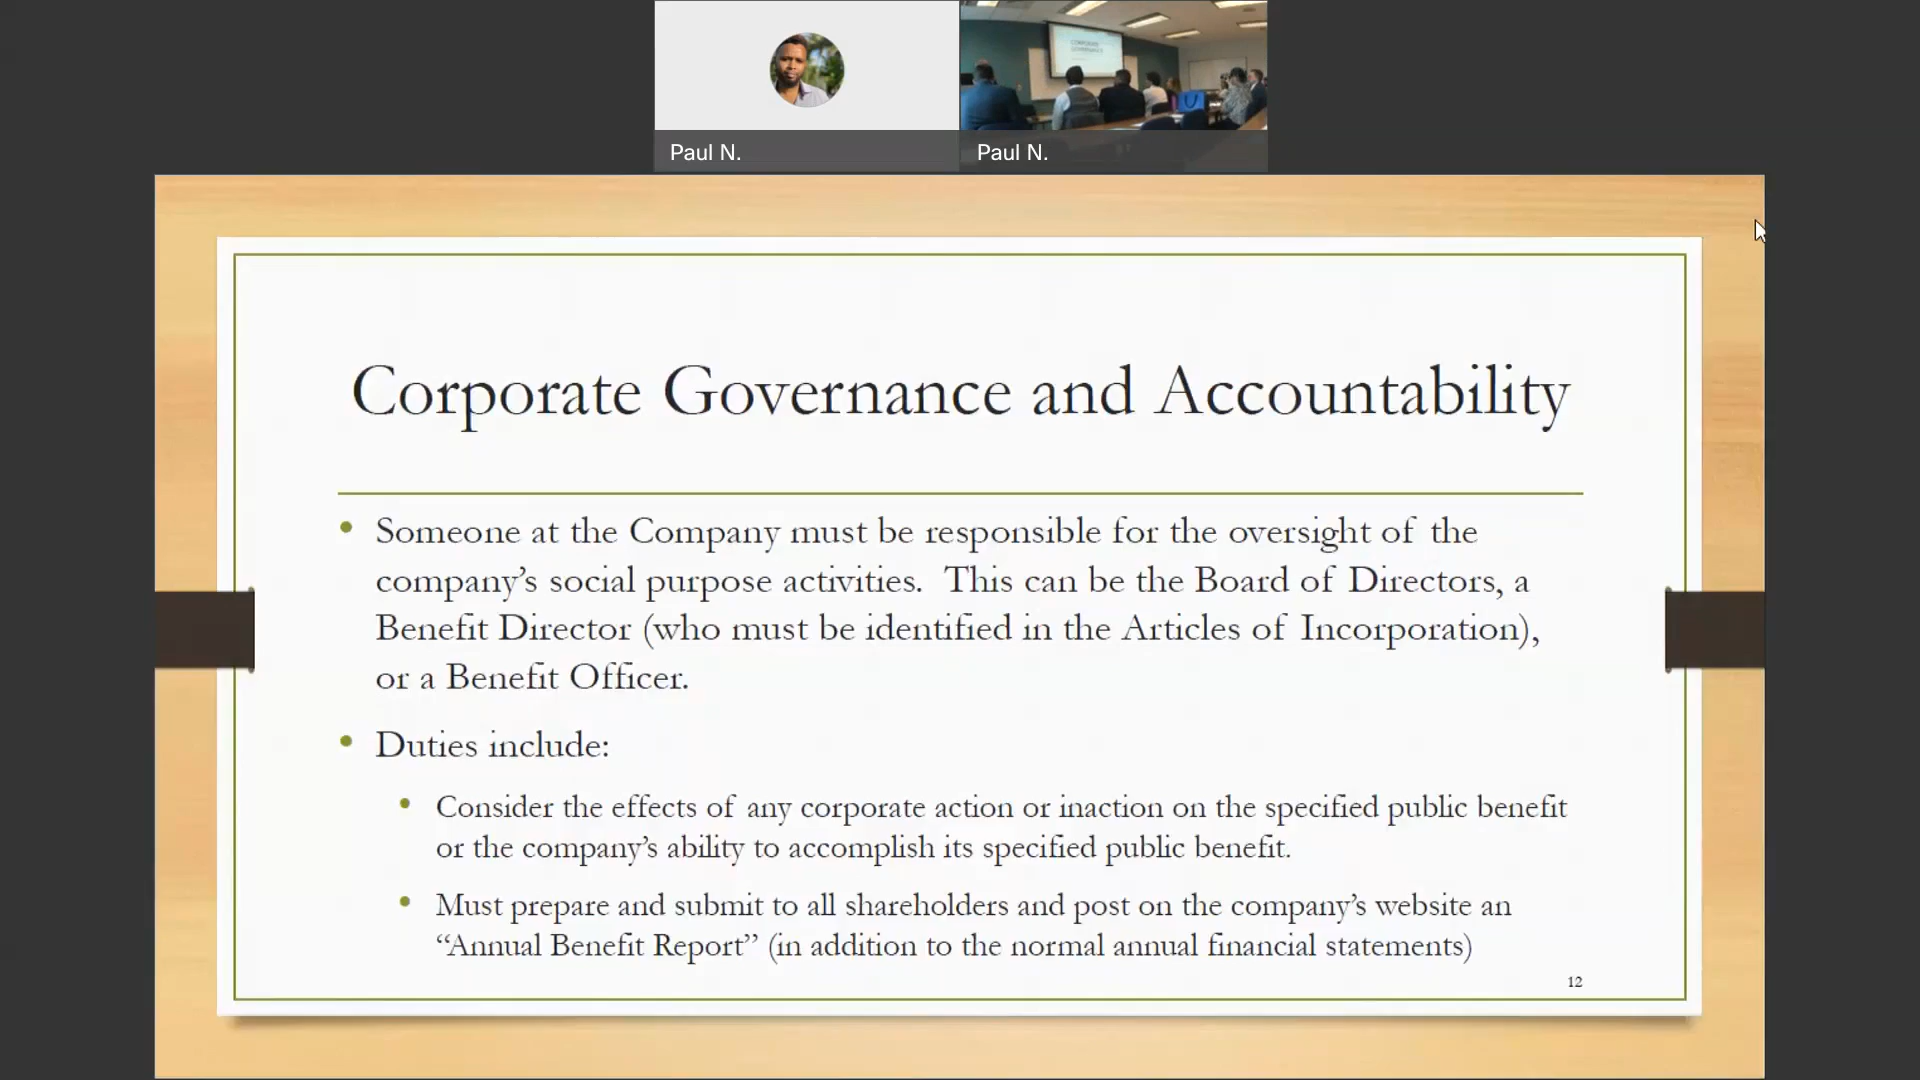 Paul N.
Paul N.
CORPORATE
GOVERNANCE
Corporate Governance and Accountability
• Someone at the Company must be responsible for the oversight of the
company’s social purpose activities.  This can be the Board of Directors, a
Benefit Director (who must be identified in the Articles of Incorporation),
or a Benefit Officer.
• Duties include:
• Consider the effects of any corporate action or inaction on the specified public benefit
or the company’s ability to accomplish its specified public benefit.
• Must prepare and submit to all shareholders and post on the company’s website an
“Annual Benefit Report” (in addition to the normal annual financial statements)
12